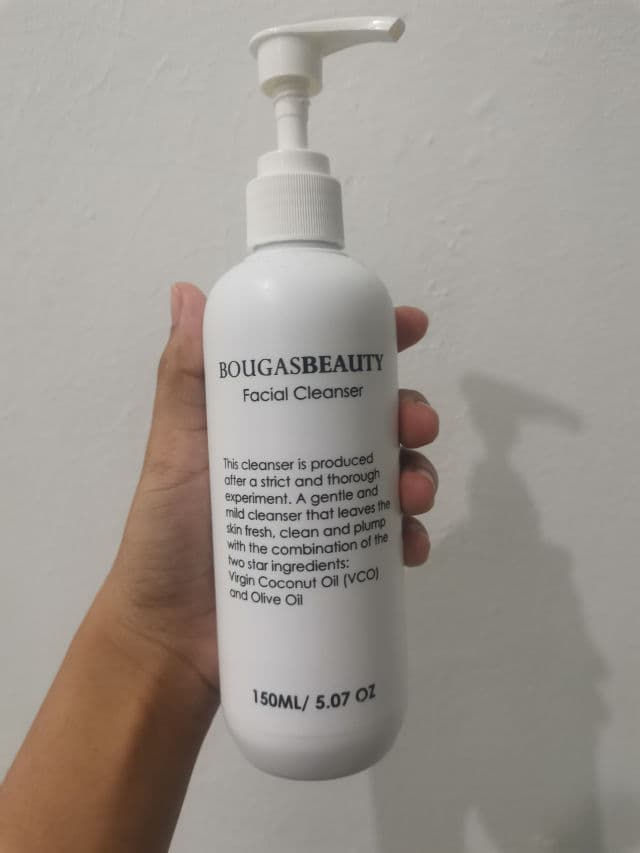 BOUGASBEAUTY
Facial Cleanser
This cleanser is produced
after a strict and thorough
experiment. A gentle and
mild cleanser that leaves the
skin fresh, clean and plump
with the combination of the
two star ingredients:
Virgin Coconut Oil (VCO)
and Olive Oil
150ML/ 5.07 OZ